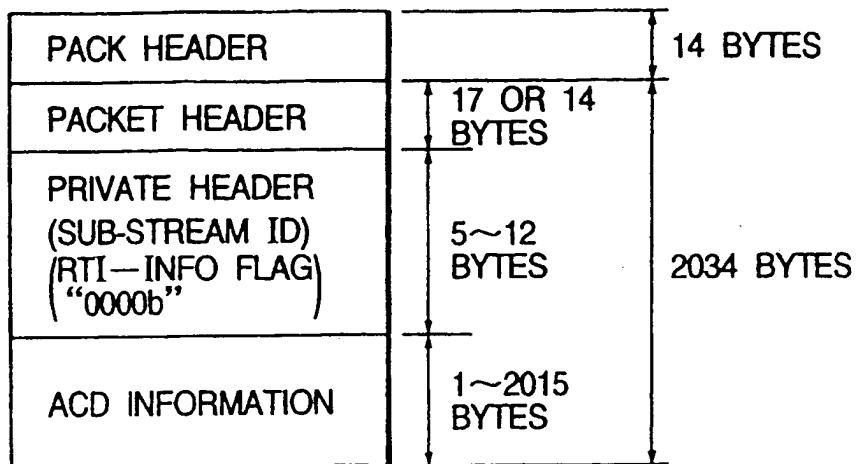 PACK HEADER
14 BYTES
PACKET HEADER
17 OR 14
BYTES
PRIVATE HEADER
(SUB-STREAM ID)
(RTI—INFO FLAG
“0000b”)
5~12
BYTES
2034 BYTES
ACD INFORMATION
1~2015
BYTES